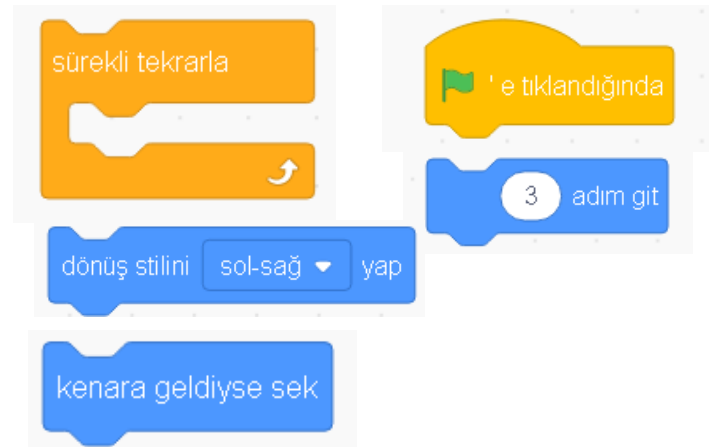 sürekli tekrarla
'e tıklandığında
3 adım git
dönüş stilini sol-sağ yap
kenara geldiyse sek